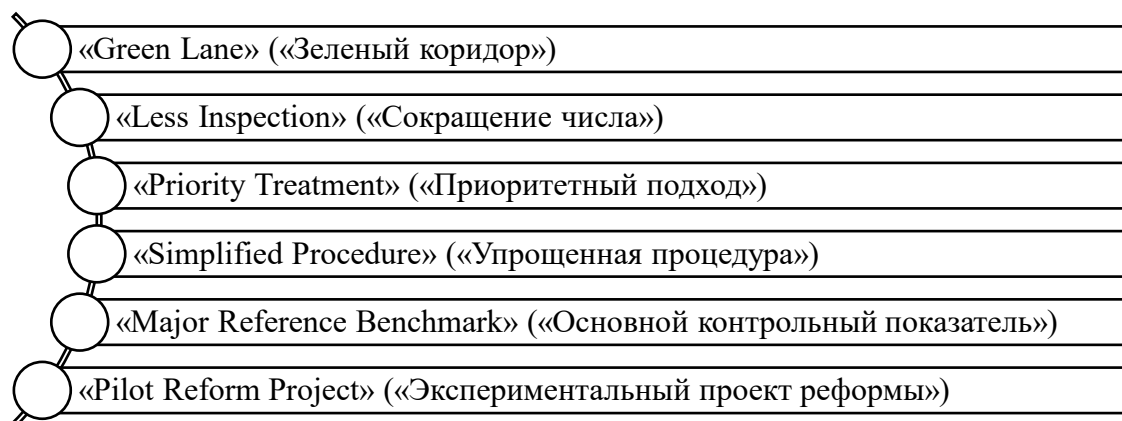 «Green Lane» («Зеленый коридор»)
«Less Inspection» («Сокращение числа»)
«Priority Treatment» («Приоритетный подход»)
«Simplified Procedure» («Упрощенная процедура»)
«Major Reference Benchmark» («Основной контрольный показатель»)
«Pilot Reform Project» («Экспериментальный проект реформы»)